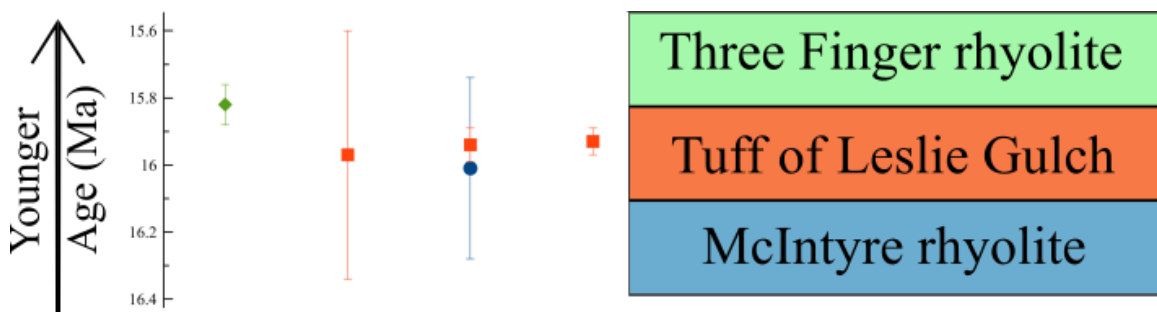 Younger
Age (Ma)
15.6
15.8
16
16.2
16.4
Three Finger rhyolite
Tuff of Leslie Gulch
McIntyre rhyolite